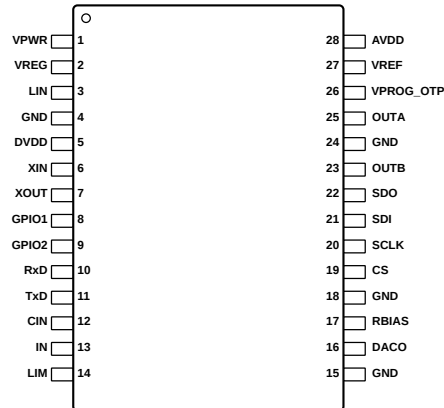 VPWR 1 28 AVDD
VREG 2 27 VREF
LIN 3 26 VPROG_OTP
GND 4 25 OUTA
DVDD 5 24 GND
XIN 6 23 OUTB
XOUT 7 22 SDO
GPIO1 8 21 SDI
GPIO2 9 20 SCLK
RxD 10 19 CS
TxD 11 18 GND
CIN 12 17 RBIAS
IN 13 16 DACO
LIM 14 15 GND